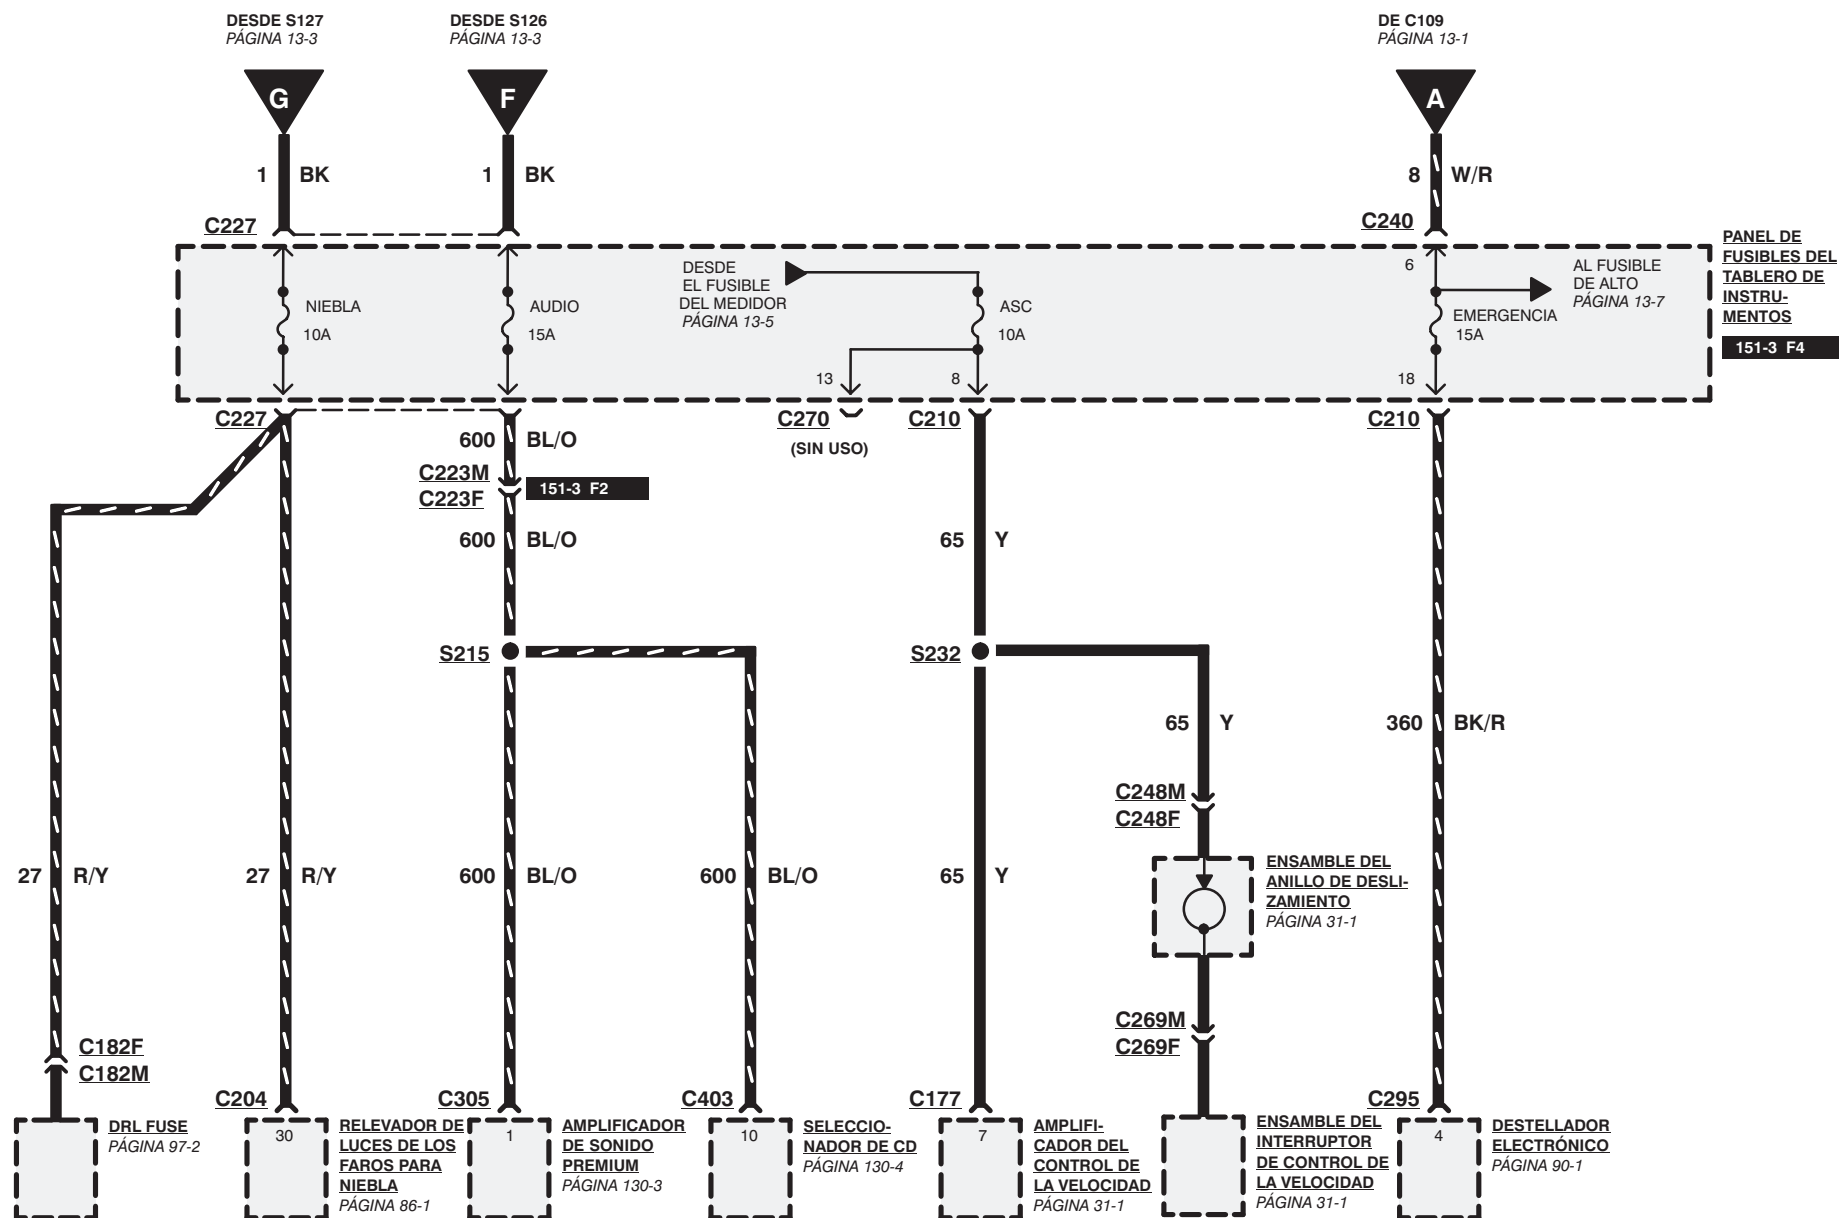 DESDE S127
PÁGINA 13-3
DESDE S126
PÁGINA 13-3
DE C109
PÁGINA 13-1
G
F
A
1 BK
1 BK
8 W/R
C227
C240
PANEL DE
FUSIBLES DEL
TABLERO DE
INSTRU-
MENTOS
151-3 F4
NIEBLA
10A
AUDIO
15A
DESDE
EL FUSIBLE
DEL MEDIDOR
PÁGINA 13-5
ASC
10A
6
AL FUSIBLE
DE ALTO
PÁGINA 13-7
EMERGENCIA
15A
13
8
18
C227
C270
(SIN USO)
C210
C210
600 BL/O
C223M
C223F
151-3 F2
600 BL/O
65 Y
S215
S232
65 Y
360 BK/R
C248M
C248F
27 R/Y
27 R/Y
600 BL/O
600 BL/O
65 Y
ENSAMBLE DEL
ANILLO DE DESLI-
ZAMIENTO
PÁGINA 31-1
C269M
C269F
C182F
C182M
C204
C305
C403
C177
C295
DRL FUSE
PÁGINA 97-2
30
RELEVADOR DE
LUCES DE LOS
FAROS PARA
NIEBLA
PÁGINA 86-1
1
AMPLIFICADOR
DE SONIDO
PREMIUM
PÁGINA 130-3
10
SELECCIO-
NADOR DE CD
PÁGINA 130-4
7
AMPLIFI-
CADOR DEL
CONTROL DE
LA VELOCIDAD
PÁGINA 31-1
ENSAMBLE DEL
INTERRUPTOR
DE CONTROL DE
LA VELOCIDAD
PÁGINA 31-1
4
DESTELLADOR
ELECTRÓNICO
PÁGINA 90-1